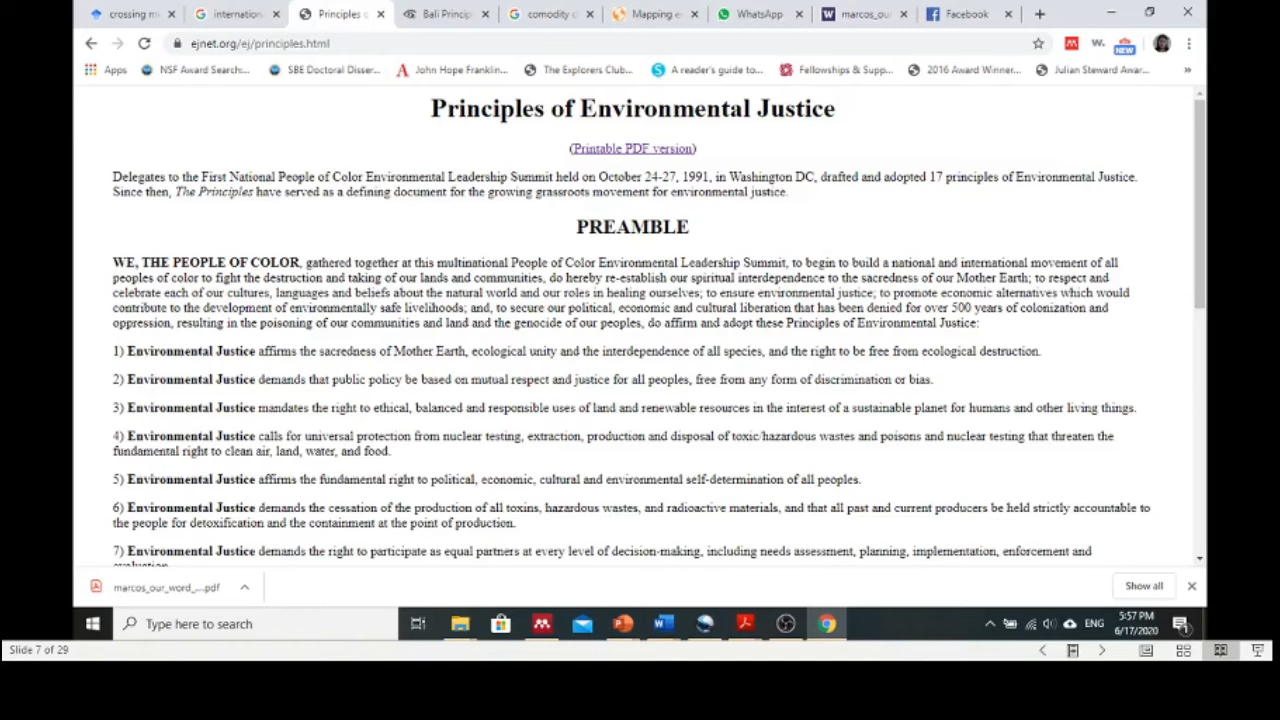 crossing m
internation
Principles o
Bali Princip
comodity c
Mapping e
WhatsApp
marcos_ou
Facebook
ejnet.org/ej/principles.html
NEW
Apps
NSF Award Search...
SBE Doctoral Disser...
John Hope Franklin...
The Explorers Club...
A reader's guide to...
Fellowships & Supp...
2016 Award Winner...
Julian Steward Awar...
Principles of Environmental Justice
(Printable PDF version)
Delegates to the First National People of Color Environmental Leadership Summit held on October 24-27, 1991, in Washington DC, drafted and adopted 17 principles of Environmental Justice.
Since then, The Principles have served as a defining document for the growing grassroots movement for environmental justice.
PREAMBLE
WE, THE PEOPLE OF COLOR, gathered together at this multinational People of Color Environmental Leadership Summit, to begin to build a national and international movement of all
peoples of color to fight the destruction and taking of our lands and communities, do hereby re-establish our spiritual interdependence to the sacredness of our Mother Earth; to respect and
celebrate each of our cultures, languages and beliefs about the natural world and our roles in healing ourselves; to ensure environmental justice; to promote economic alternatives which would
contribute to the development of environmentally safe livelihoods; and, to secure our political, economic and cultural liberation that has been denied for over 500 years of colonization and
oppression, resulting in the poisoning of our communities and land and the genocide of our peoples, do affirm and adopt these Principles of Environmental Justice:
1) Environmental Justice affirms the sacredness of Mother Earth, ecological unity and the interdependence of all species, and the right to be free from ecological destruction.
2) Environmental Justice demands that public policy be based on mutual respect and justice for all peoples, free from any form of discrimination or bias.
3) Environmental Justice mandates the right to ethical, balanced and responsible uses of land and renewable resources in the interest of a sustainable planet for humans and other living things.
4) Environmental Justice calls for universal protection from nuclear testing, extraction, production and disposal of toxic/hazardous wastes and poisons and nuclear testing that threaten the
fundamental right to clean air, land, water, and food.
5) Environmental Justice affirms the fundamental right to political, economic, cultural and environmental self-determination of all peoples.
6) Environmental Justice demands the cessation of the production of all toxins, hazardous wastes, and radioactive materials, and that all past and current producers be held strictly accountable to
the people for detoxification and the containment at the point of production.
7) Environmental Justice demands the right to participate as equal partners at every level of decision-making, including needs assessment, planning, implementation, enforcement and
evaluation.
marcos_our_word_....pdf
Show all
Type here to search
ENG
5:57 PM
6/17/2020
Slide 7 of 29